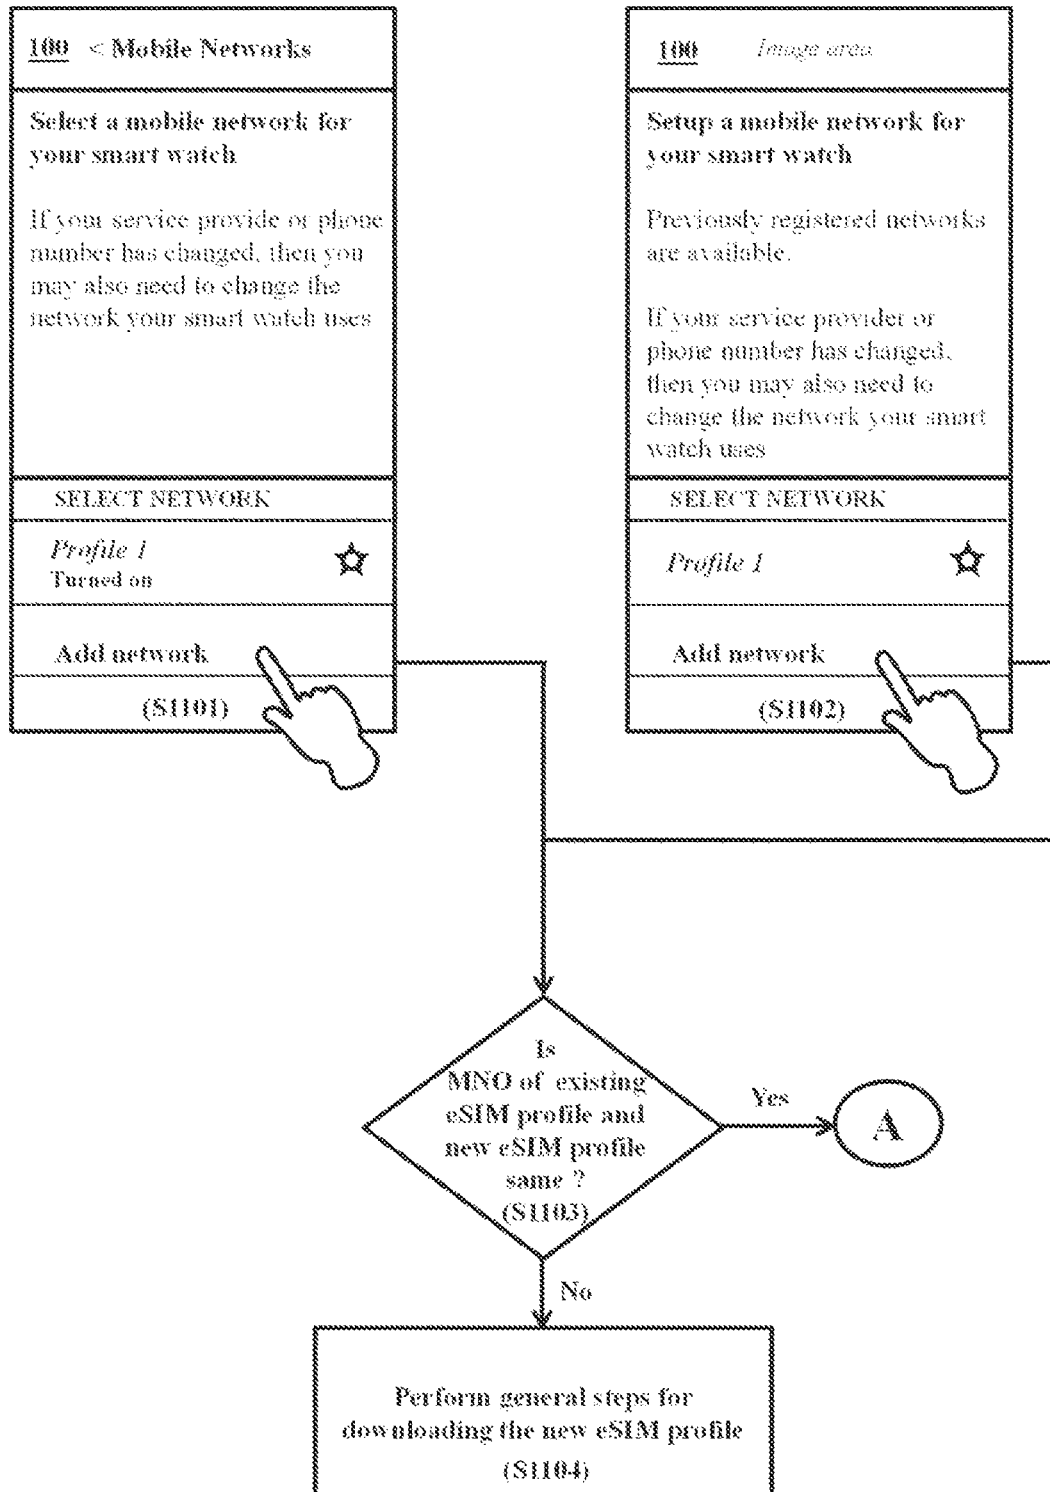 100 < Mobile Networks
Select a mobile network for
your smart watch
If your service provide or phone
number has changed, then you
may also need to change the
network your smart watch uses
SELECT NETWORK
Profile 1
Turned on
Add network
(S1101)
100 Image area
Setup a mobile network for
your smart watch
Previously registered networks
are available.
If your service provider or
phone number has changed,
then you may also need to
change the network your smart
watch uses
SELECT NETWORK
Profile 1
Add network
(S1102)
Is
MNO of existing
eSIM profile and
new eSIM profile
same ?
(S1103)
Yes
A
No
Perform general steps for
downloading the new eSIM profile
(S1104)